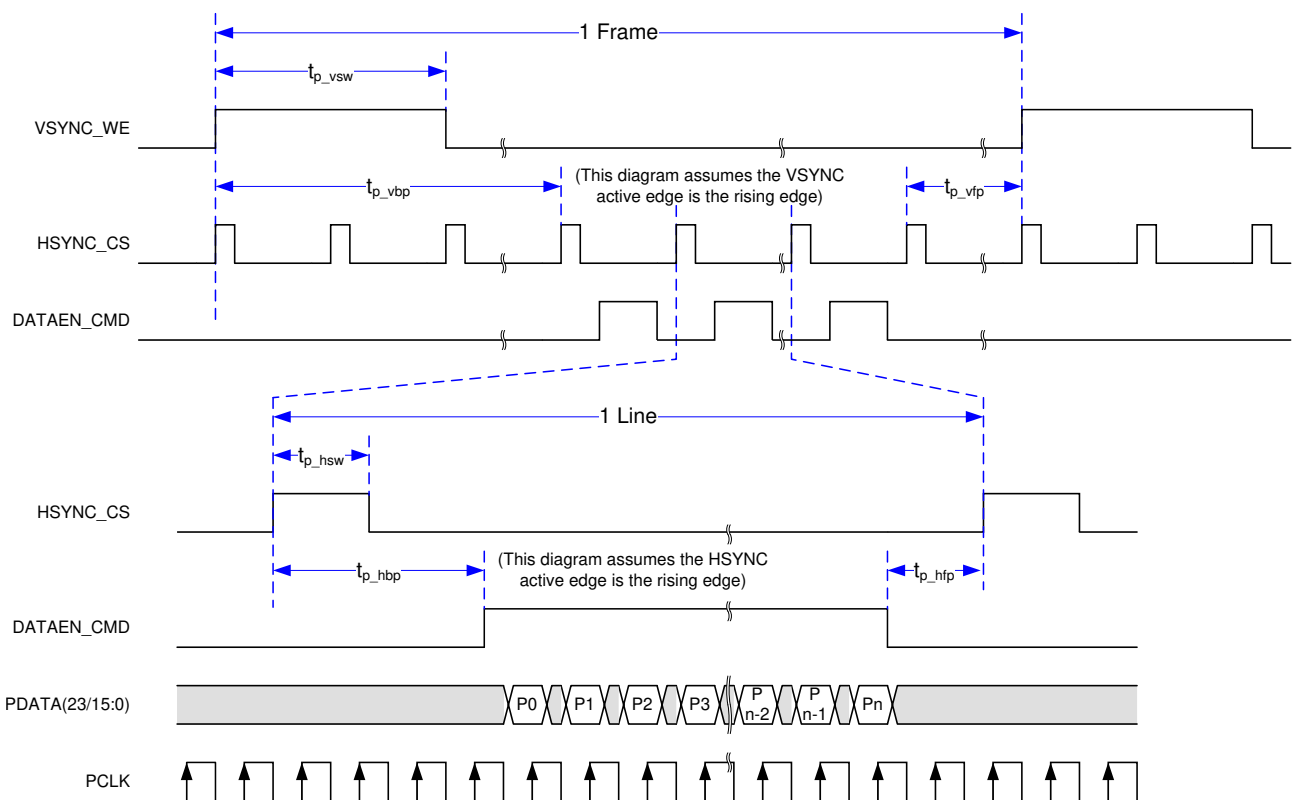 1 Frame
tp_vsw
VSYNC_WE
tp_vbp
(This diagram assumes the VSYNC
active edge is the rising edge)
tp_vfp
HSYNC_CS
DATAEN_CMD
1 Line
tp_hsw
HSYNC_CS
tp_hbp
(This diagram assumes the HSYNC
active edge is the rising edge)
tp_hfp
DATAEN_CMD
PDATA(23/15:0)
P0
P1
P2
P3
P
n-2
P
n-1
Pn
PCLK